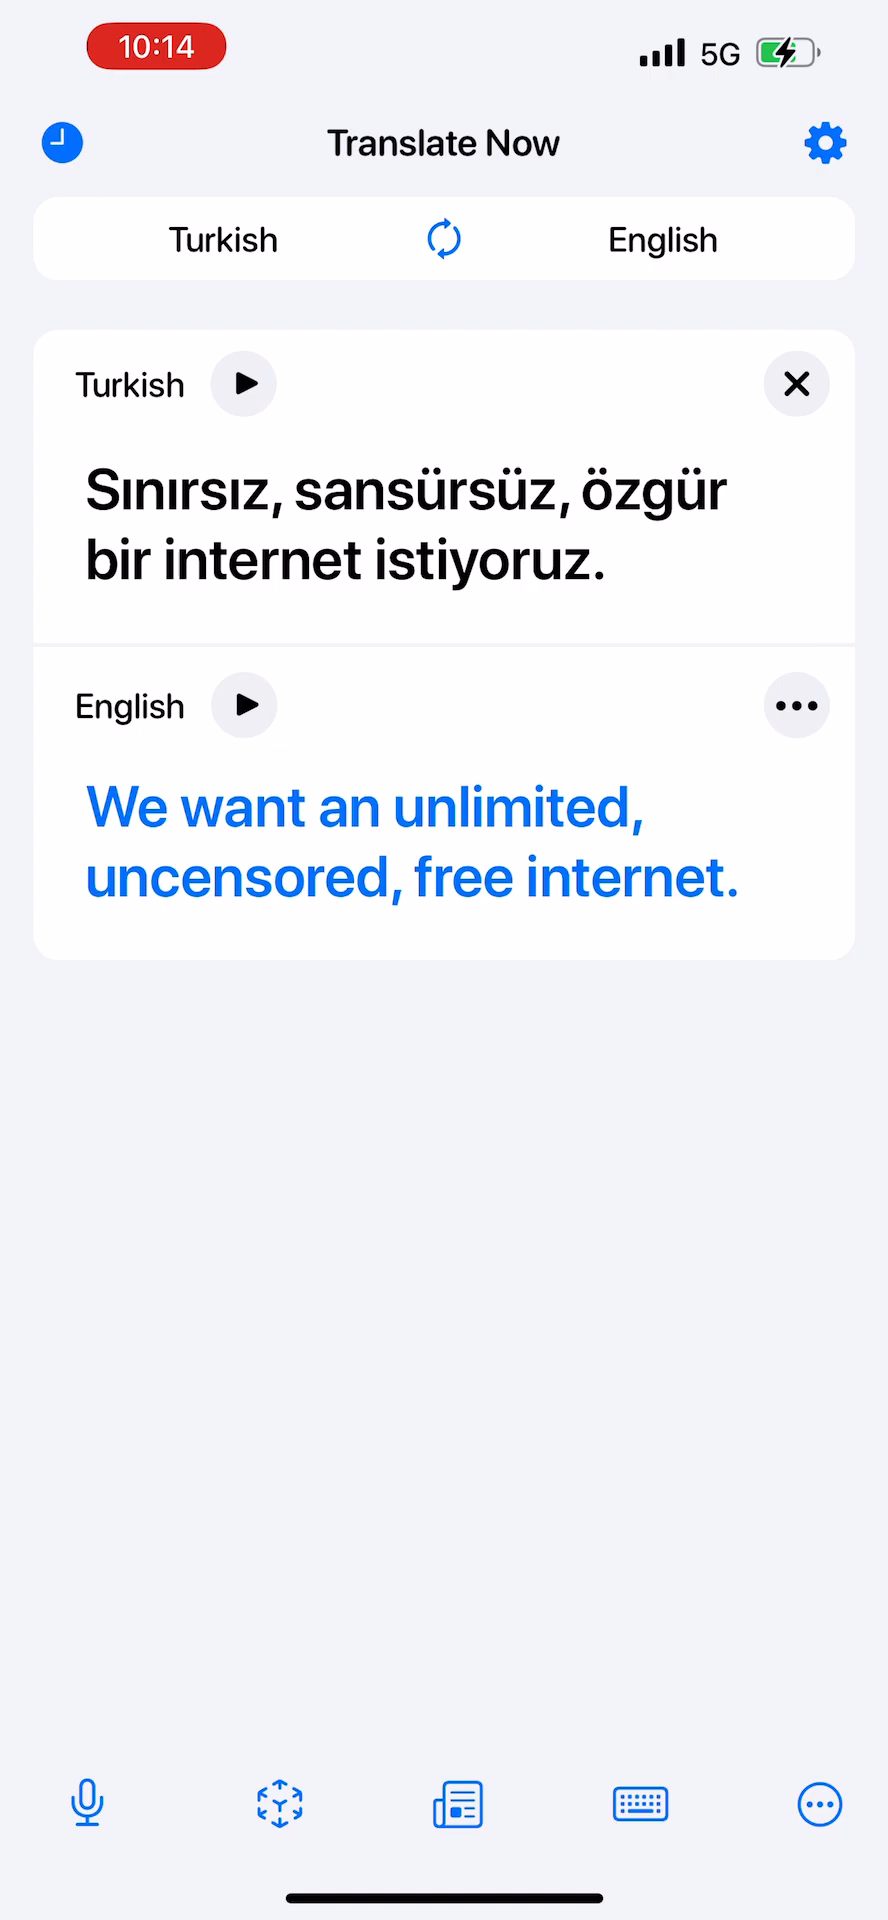 10:14
5G
Translate Now
Turkish
English
Turkish
Sınırsız, sansürsüz, özgür
bir internet istiyoruz.
English
We want an unlimited,
uncensored, free internet.